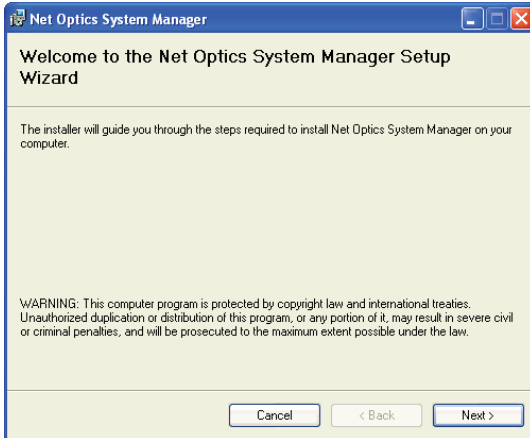 Net Optics System Manager
Welcome to the Net Optics System Manager Setup
Wizard
The installer will guide you through the steps required to install Net Optics System Manager on your
computer.
WARNING: This computer program is protected by copyright law and international treaties.
Unauthorized duplication or distribution of this program, or any portion of it, may result in severe civil
or criminal penalties, and will be prosecuted to the maximum extent possible under the law.
Cancel < Back Next >